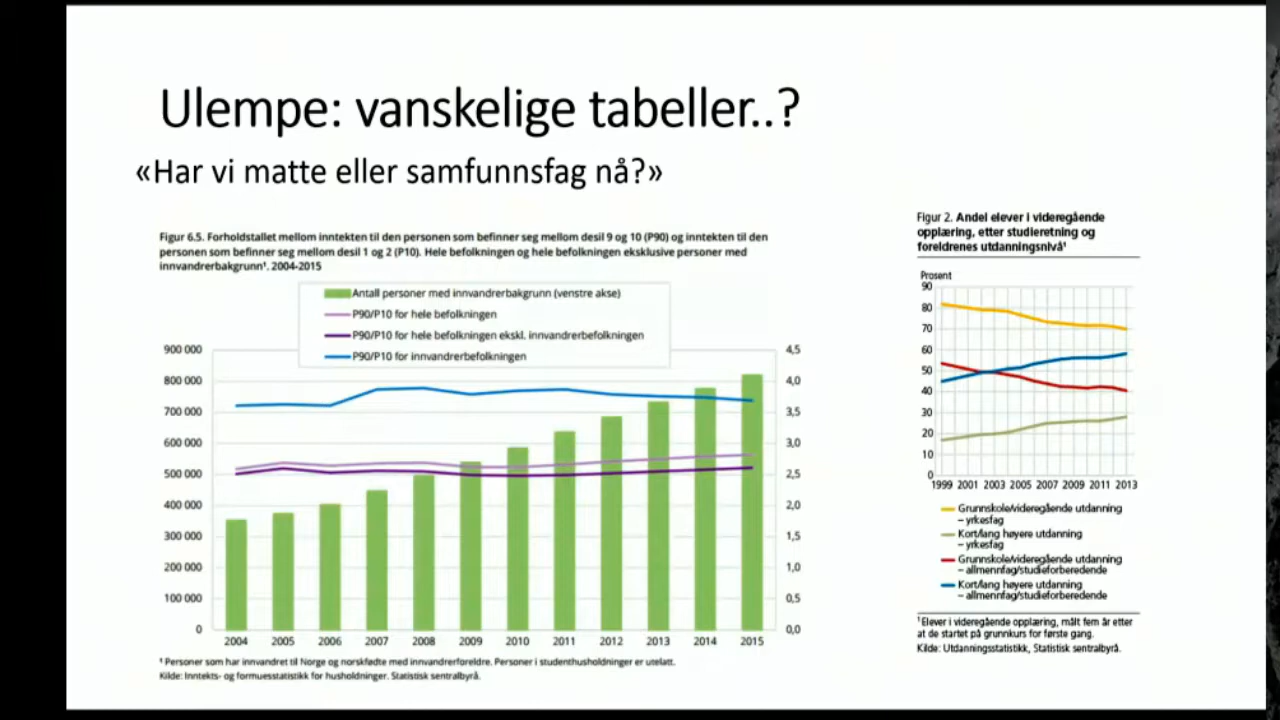 Ulempe: vanskelige tabeller..?
«Har vi matte eller samfunnsfag nå?»
Figur 6.5. Forholdstallet mellom inntekten til den personen som befinner seg mellom desil 9 og 10 (P90) og inntekten til den
personen som befinner seg mellom desil 1 og 2 (P10). Hele befolkningen og hele befolkningen eksklusive personer med
innvandrerbakgrunn¹. 2004-2015
Antall personer med innvandrerbakgrunn (venstre akse)
P90/P10 for hele befolkningen
P90/P10 for hele befolkningen ekskl. innvandrerbefolkningen
P90/P10 for innvandrerbefolkningen
900 000 4,5
800 000 4,0
700 000 3,5
600 000 3,0
500 000 2,5
400 000 2,0
300 000 1,5
200 000 1,0
100 000 0,5
0 0,0
2004 2005 2006 2007 2008 2009 2010 2011 2012 2013 2014 2015
¹ Personer som har innvandret til Norge og norskfødte med innvandrerforeldre. Personer i studenthusholdninger er utelatt.
Kilde: Inntekts- og formuesstatistikk for husholdninger. Statistisk sentralbyrå.
Figur 2. Andel elever i videregående
opplæring, etter studieretning og
foreldrenes utdanningsnivå¹
Prosent
90
80
70
60
50
40
30
20
10
0
1999 2001 2003 2005 2007 2009 2011 2013
Grunnskole/videregående utdanning
– yrkesfag
Kort/lang høyere utdanning
– yrkesfag
Grunnskole/videregående utdanning
– allmennfag/studieforberedende
Kort/lang høyere utdanning
– allmennfag/studieforberedende
¹Elever i videregående opplæring, målt fem år etter
at de startet på grunnkurs for første gang.
Kilde: Utdanningsstatistikk, Statistisk sentralbyrå.